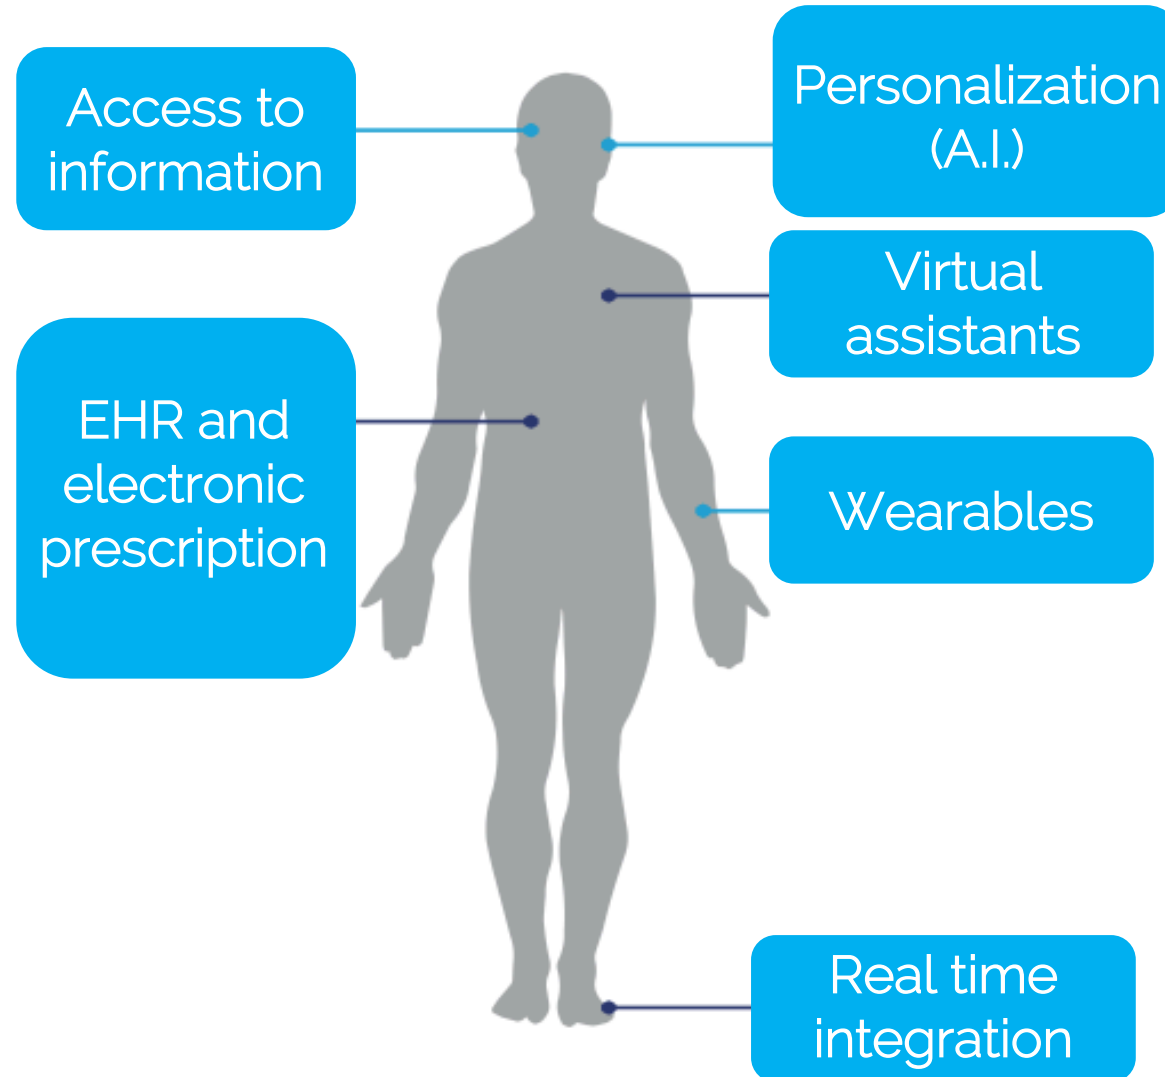 Access to
information
Personalization
(A.I.)
Virtual
assistants
EHR and
electronic
prescription
Wearables
Real time
integration